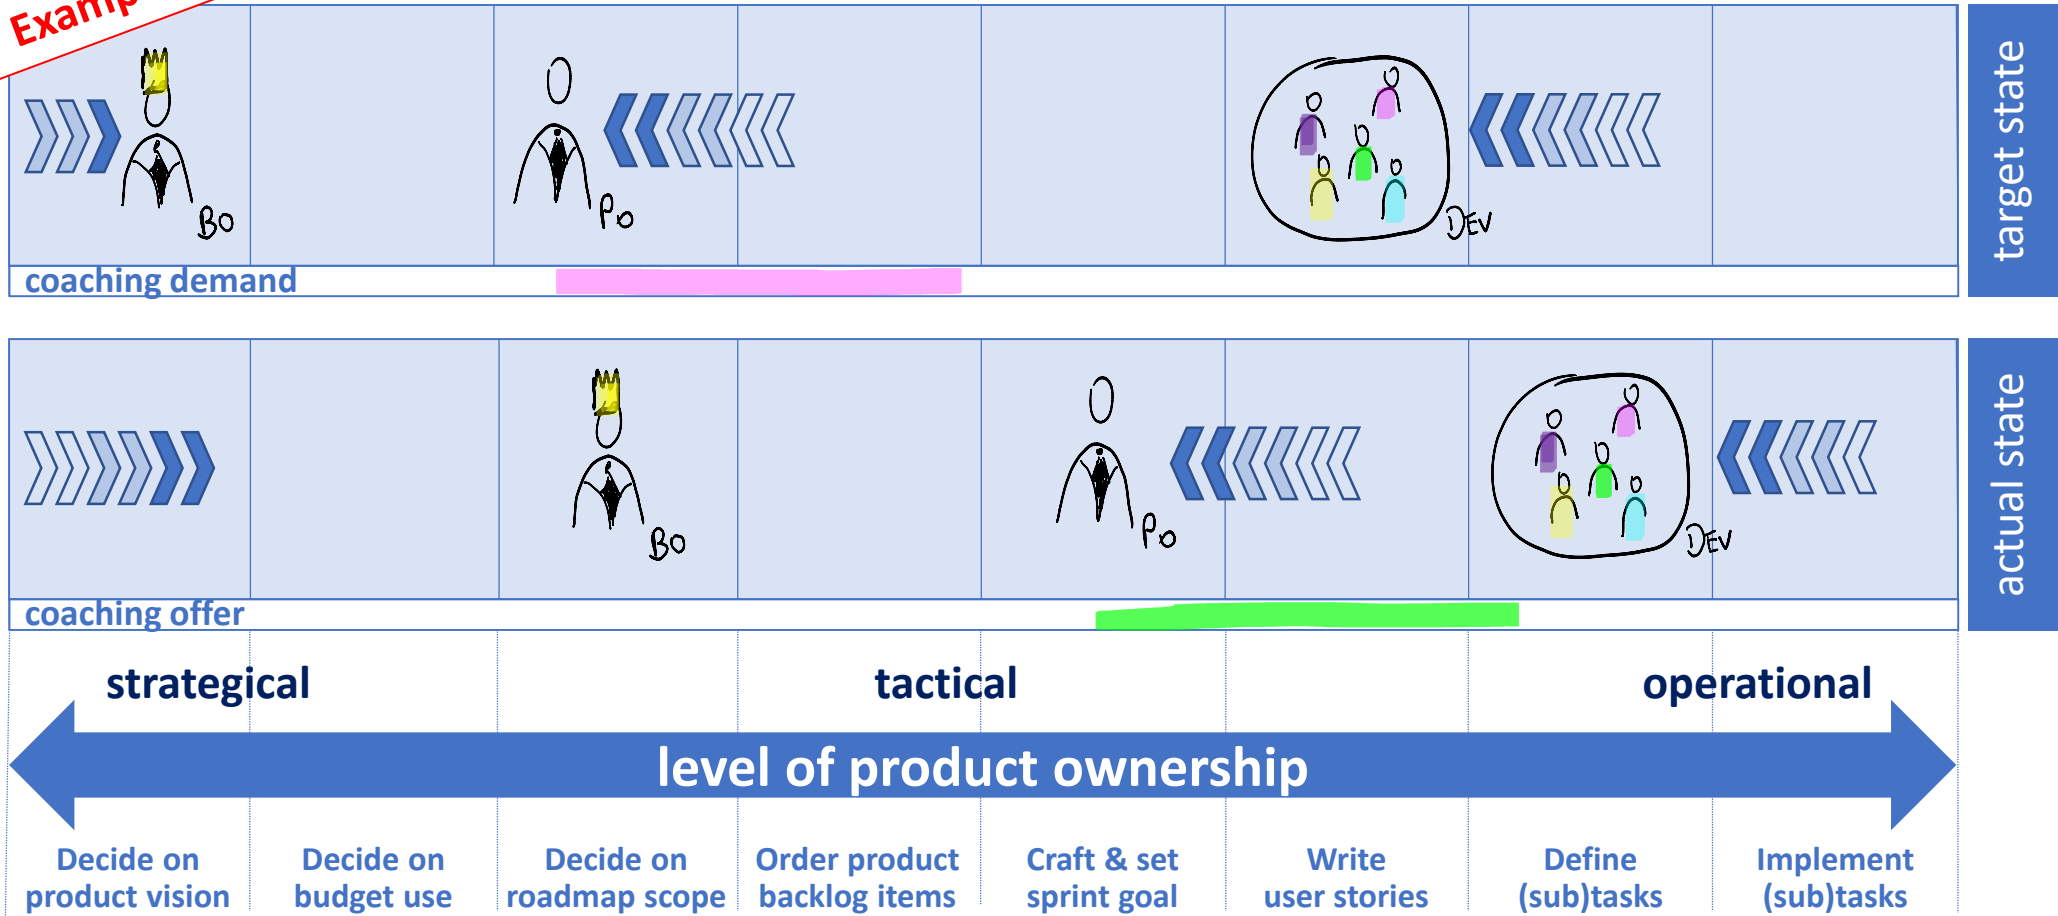 Examp
BO
PO
DEV
target state
coaching demand
BO
PO
DEV
actual state
coaching offer
strategical
tactical
operational
level of product ownership
Decide on
product vision
Decide on
budget use
Decide on
roadmap scope
Order product
backlog items
Craft & set
sprint goal
Write
user stories
Define
(sub)tasks
Implement
(sub)tasks